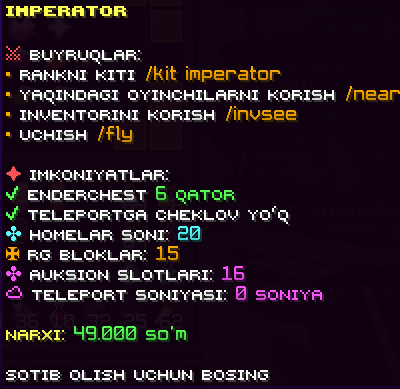 IMPERATOR
BUYRUQLAR:
• RANKNI KITI /kit imperator
• YAQINDAGI OYINCHILARNI KORISH /near
• INVENTORINI KORISH /invsee
• UCHISH /fly
IMKONIYATLAR:
✔ ENDERCHEST 6 QATOR
✔ TELEPORTGA CHEKLOV YO'Q
HOMELAR SONI: 20
RG BLOKLAR: 15
AUKSION SLOTLARI: 16
TELEPORT SONIYASI: 0 SONIYA
NARXI: 49.000 so'm
SOTIB OLISH UCHUN BOSING